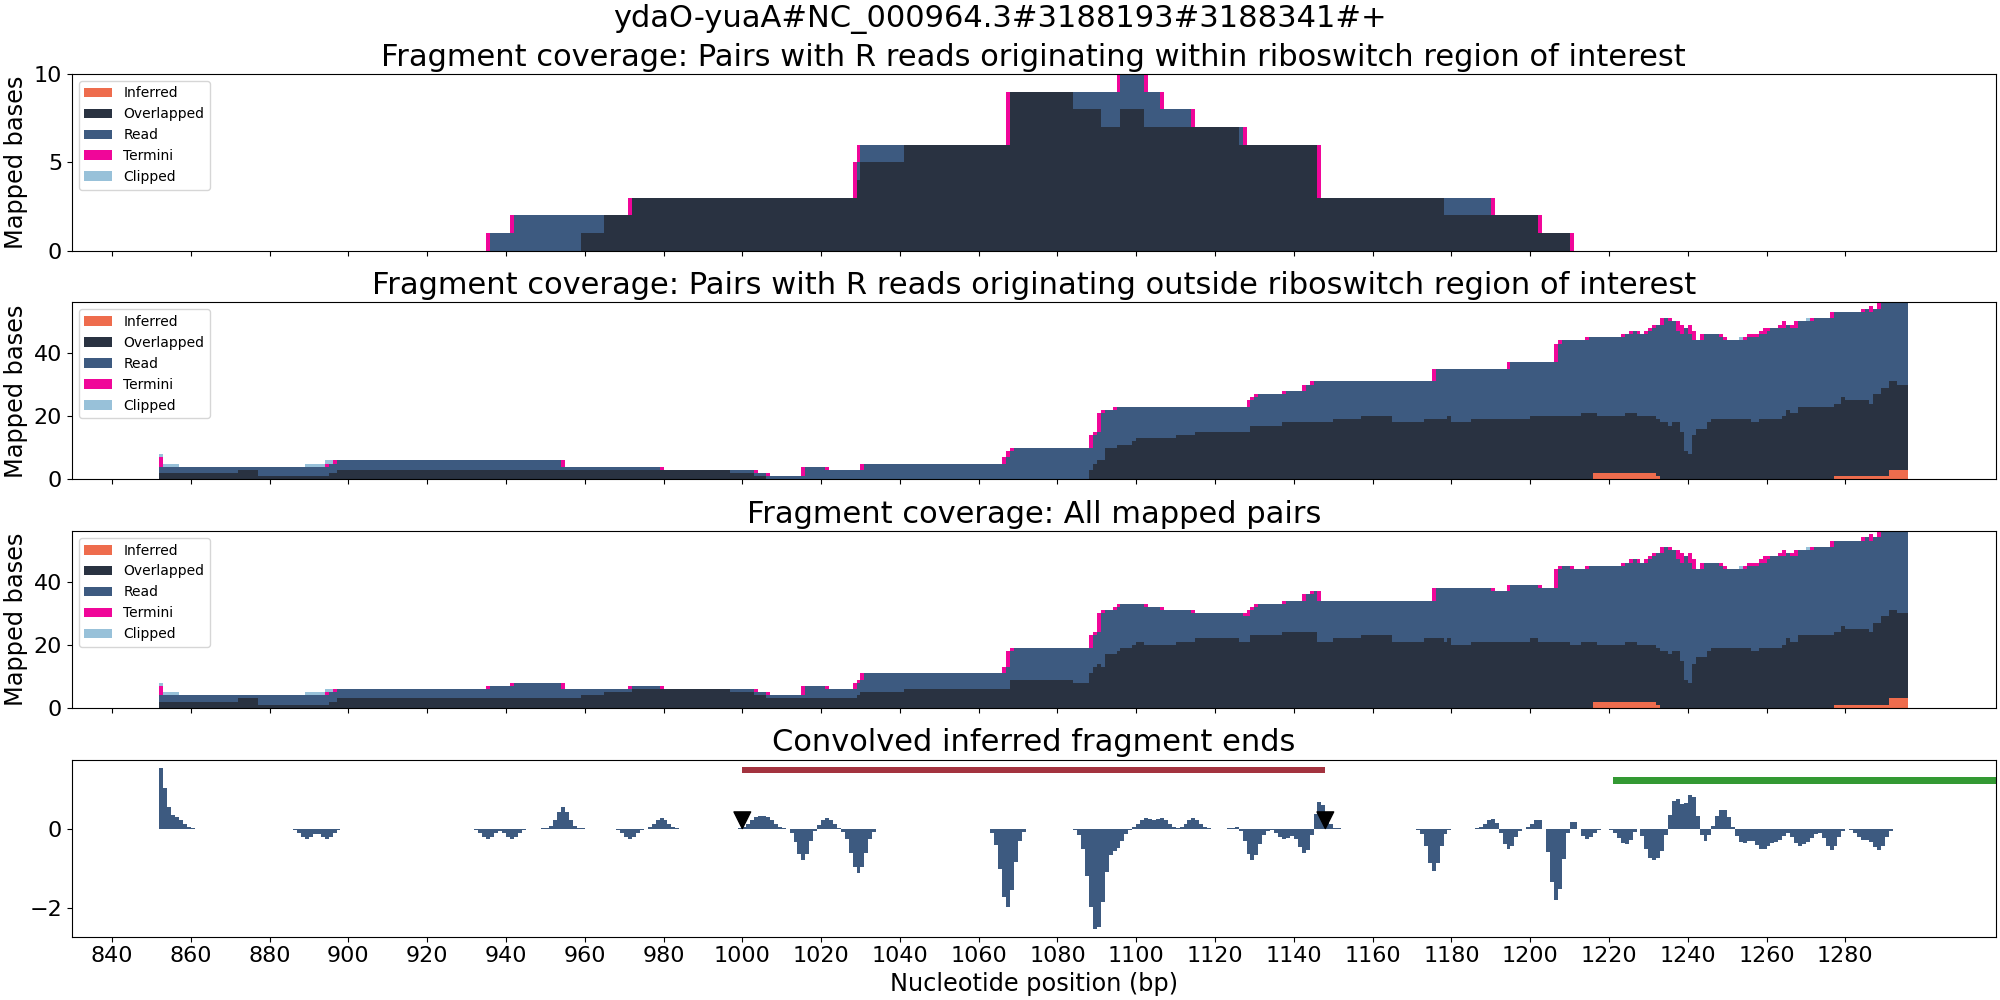 ydaO-yuaA#NC_000964.3#3188193#3188341#+
Fragment coverage: Pairs with R reads originating within riboswitch region of interest
Mapped bases
10
5
0
Inferred
Overlapped
Read
Termini
Clipped
Fragment coverage: Pairs with R reads originating outside riboswitch region of interest
Mapped bases
40
20
0
Inferred
Overlapped
Read
Termini
Clipped
Fragment coverage: All mapped pairs
Mapped bases
40
20
0
Inferred
Overlapped
Read
Termini
Clipped
Convolved inferred fragment ends
0
−2
840 860 880 900 920 940 960 980 1000 1020 1040 1060 1080 1100 1120 1140 1160 1180 1200 1220 1240 1260 1280
Nucleotide position (bp)